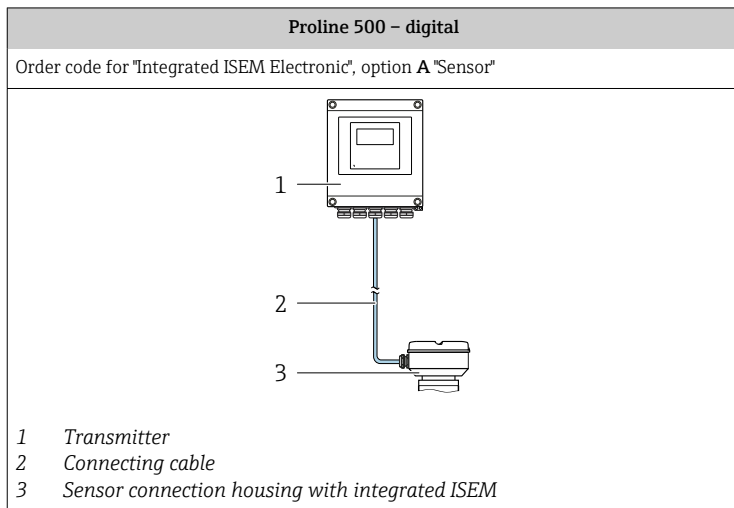 Proline 500 – digital
Order code for "Integrated ISEM Electronic", option A "Sensor"
1
2
3
1 Transmitter
2 Connecting cable
3 Sensor connection housing with integrated ISEM